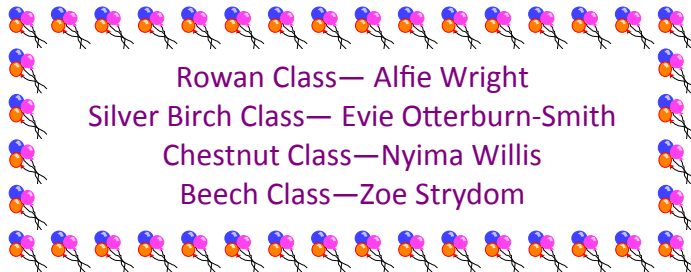 Rowan Class— Alfie Wright
Silver Birch Class— Evie Otterburn-Smith
Chestnut Class—Nyima Willis
Beech Class—Zoe Strydom